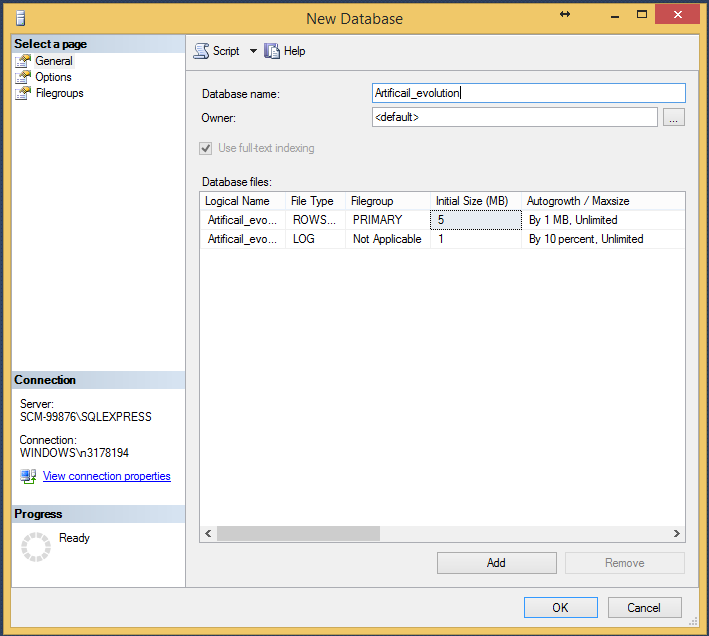 New Database
Select a page
General
Options
Filegroups
Script
Help
Database name:
Artificail_evolution
Owner:
<default>
...
Use full-text indexing
Database files:
Logical Name File Type Filegroup Initial Size (MB) Autogrowth / Maxsize
Artificail_evo... ROWS... PRIMARY 5 By 1 MB, Unlimited
Artificail_evo... LOG Not Applicable 1 By 10 percent, Unlimited
Connection
Server:
SCM-99876\SQLEXPRESS
Connection:
WINDOWS\n3178194
View connection properties
Progress
Ready
Add
Remove
OK
Cancel